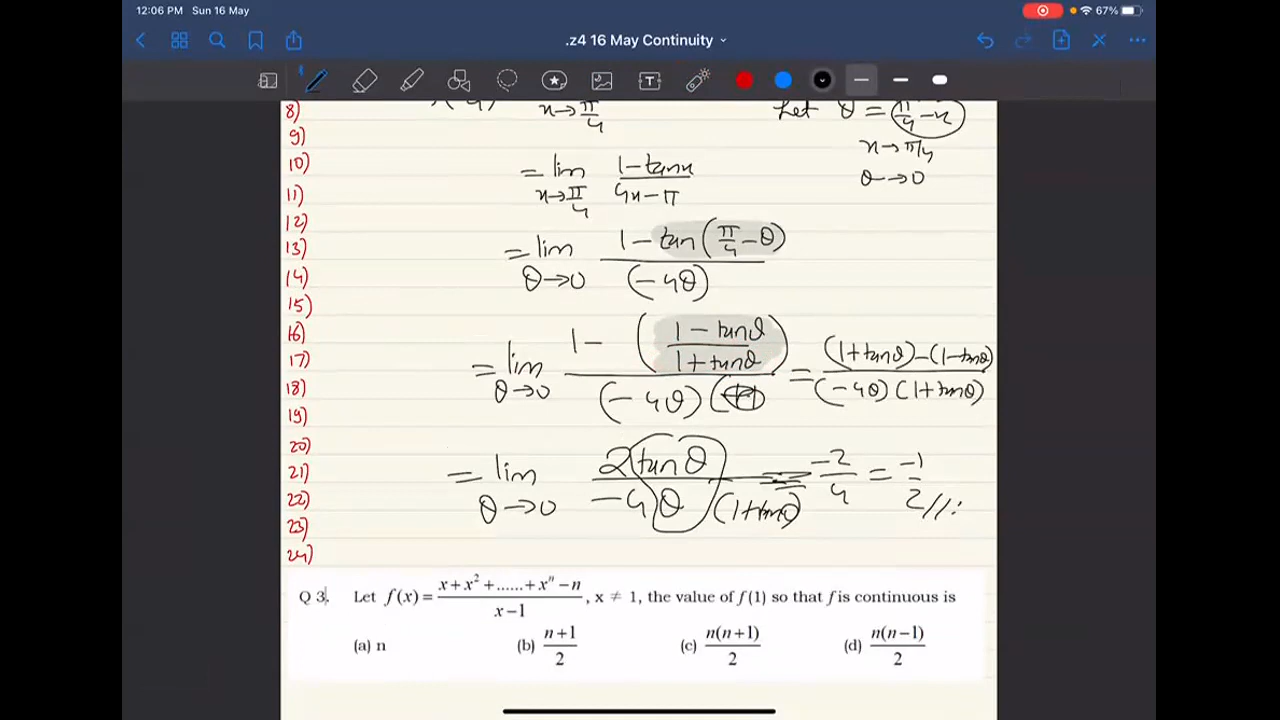 12:06 PM Sun 16 May
67%
.z4 16 May Continuity
T
8)
x→π/4
Let θ = π/4 - x
9)
x→π/4
10)
= lim x→π/4 (1-tanx)/(4x-π)
θ→0
11)
12)
13)
= lim θ→0 (1-tan(π/4-θ))/(-4θ)
14)
15)
16)
17)
= lim θ→0 (1-((1-tanθ)/(1+tanθ)))/(-4θ) = ((1+tanθ)-(1-tanθ))/((-4θ)(1+tanθ))
18)
19)
20)
21)
= lim θ→0 (2tanθ)/(-4θ(1+tanθ)) = -2/4 = -1/2 //.
22)
23)
24)
Q 3. Let f(x) = (x+x²+......+xⁿ-n)/(x-1), x ≠ 1, the value of f(1) so that f is continuous is
(a) n (b) (n+1)/2 (c) n(n+1)/2 (d) n(n-1)/2